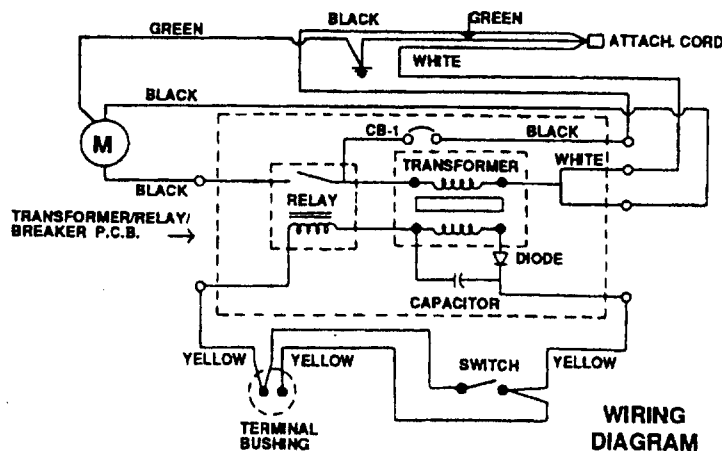 BLACK
GREEN
GREEN
ATTACH. CORD
WHITE
BLACK
M
CB-1
BLACK
TRANSFORMER
WHITE
BLACK
RELAY
TRANSFORMER/RELAY/
BREAKER P.C.B.
DIODE
CAPACITOR
YELLOW
YELLOW
SWITCH
YELLOW
TERMINAL
BUSHING
WIRING
DIAGRAM